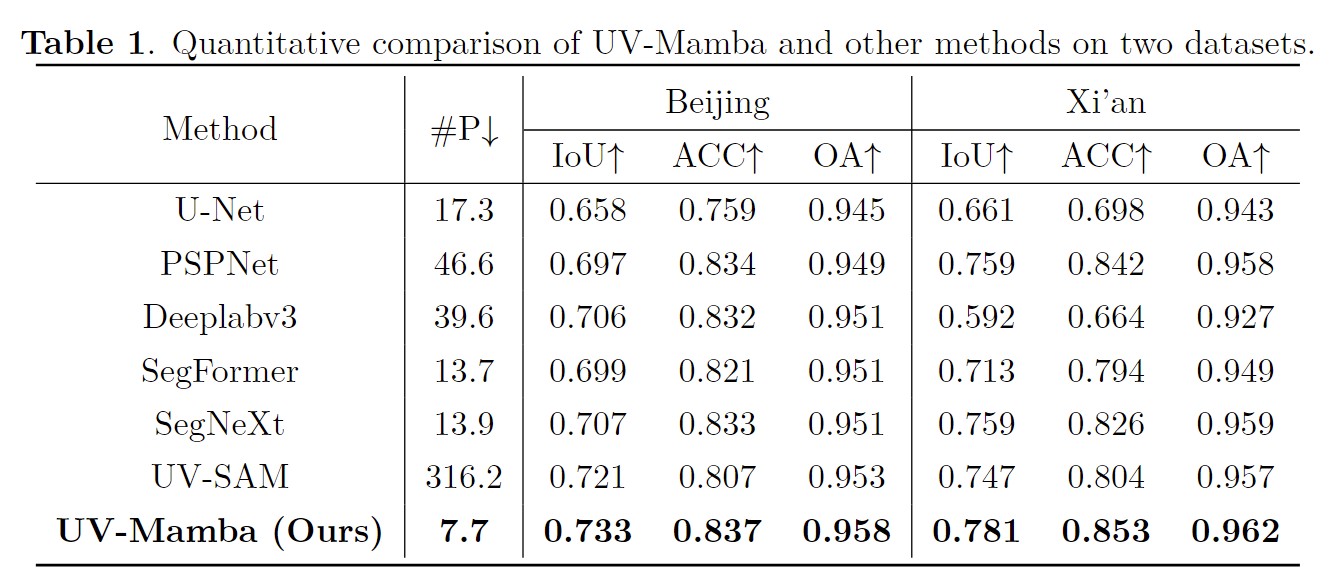 Table 1. Quantitative comparison of UV-Mamba and other methods on two datasets.
Method #P↓ Beijing Xi'an
IoU↑ ACC↑ OA↑ IoU↑ ACC↑ OA↑
U-Net 17.3 0.658 0.759 0.945 0.661 0.698 0.943
PSPNet 46.6 0.697 0.834 0.949 0.759 0.842 0.958
Deeplabv3 39.6 0.706 0.832 0.951 0.592 0.664 0.927
SegFormer 13.7 0.699 0.821 0.951 0.713 0.794 0.949
SegNeXt 13.9 0.707 0.833 0.951 0.759 0.826 0.959
UV-SAM 316.2 0.721 0.807 0.953 0.747 0.804 0.957
UV-Mamba (Ours) 7.7 0.733 0.837 0.958 0.781 0.853 0.962